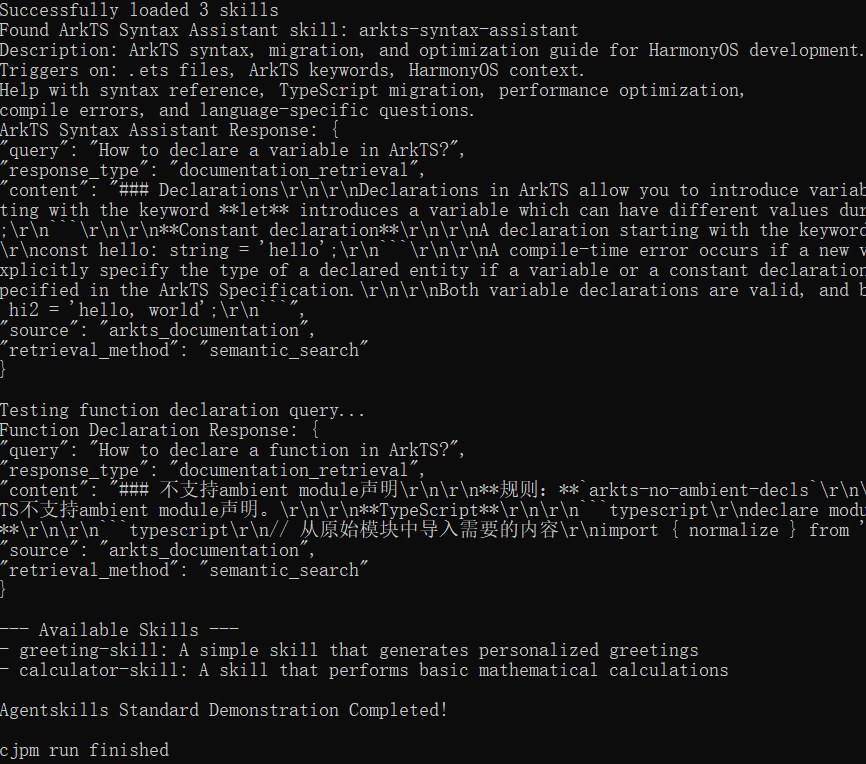 Successfully loaded 3 skills
Found ArkTS Syntax Assistant skill: arkts-syntax-assistant
Description: ArkTS syntax, migration, and optimization guide for HarmonyOS development.
Triggers on: .ets files, ArkTS keywords, HarmonyOS context.
Help with syntax reference, TypeScript migration, performance optimization,
compile errors, and language-specific questions.
ArkTS Syntax Assistant Response: {
"query": "How to declare a variable in ArkTS?",
"response_type": "documentation_retrieval",
"content": "### Declarations\r\n\r\nDeclarations in ArkTS allow you to introduce variab
ting with the keyword **let** introduces a variable which can have different values dur
;\r\n```\r\n\r\n**Constant declaration**\r\n\r\nA declaration starting with the keyword
\r\nconst hello: string = 'hello';\r\n```\r\n\r\nA compile-time error occurs if a new v
xplicitly specify the type of a declared entity if a variable or a constant declaration
pecified in the ArkTS Specification.\r\n\r\nBoth variable declarations are valid, and b
hi2 = 'hello, world';\r\n```",
"source": "arkts_documentation",
"retrieval_method": "semantic_search"
}
Testing function declaration query...
Function Declaration Response: {
"query": "How to declare a function in ArkTS?",
"response_type": "documentation_retrieval",
"content": "### 不支持ambient module声明\r\n\r\n**规则：**`arkts-no-ambient-decls`\r\n\
TS不支持ambient module声明。\r\n\r\n**TypeScript**\r\n\r\n```typescript\r\ndeclare modu
**\r\n\r\n```typescript\r\n// 从原始模块中导入需要的内容\r\nimport { normalize } from '
"source": "arkts_documentation",
"retrieval_method": "semantic_search"
}
--- Available Skills ---
- greeting-skill: A simple skill that generates personalized greetings
- calculator-skill: A skill that performs basic mathematical calculations
Agentskills Standard Demonstration Completed!
cjpm run finished